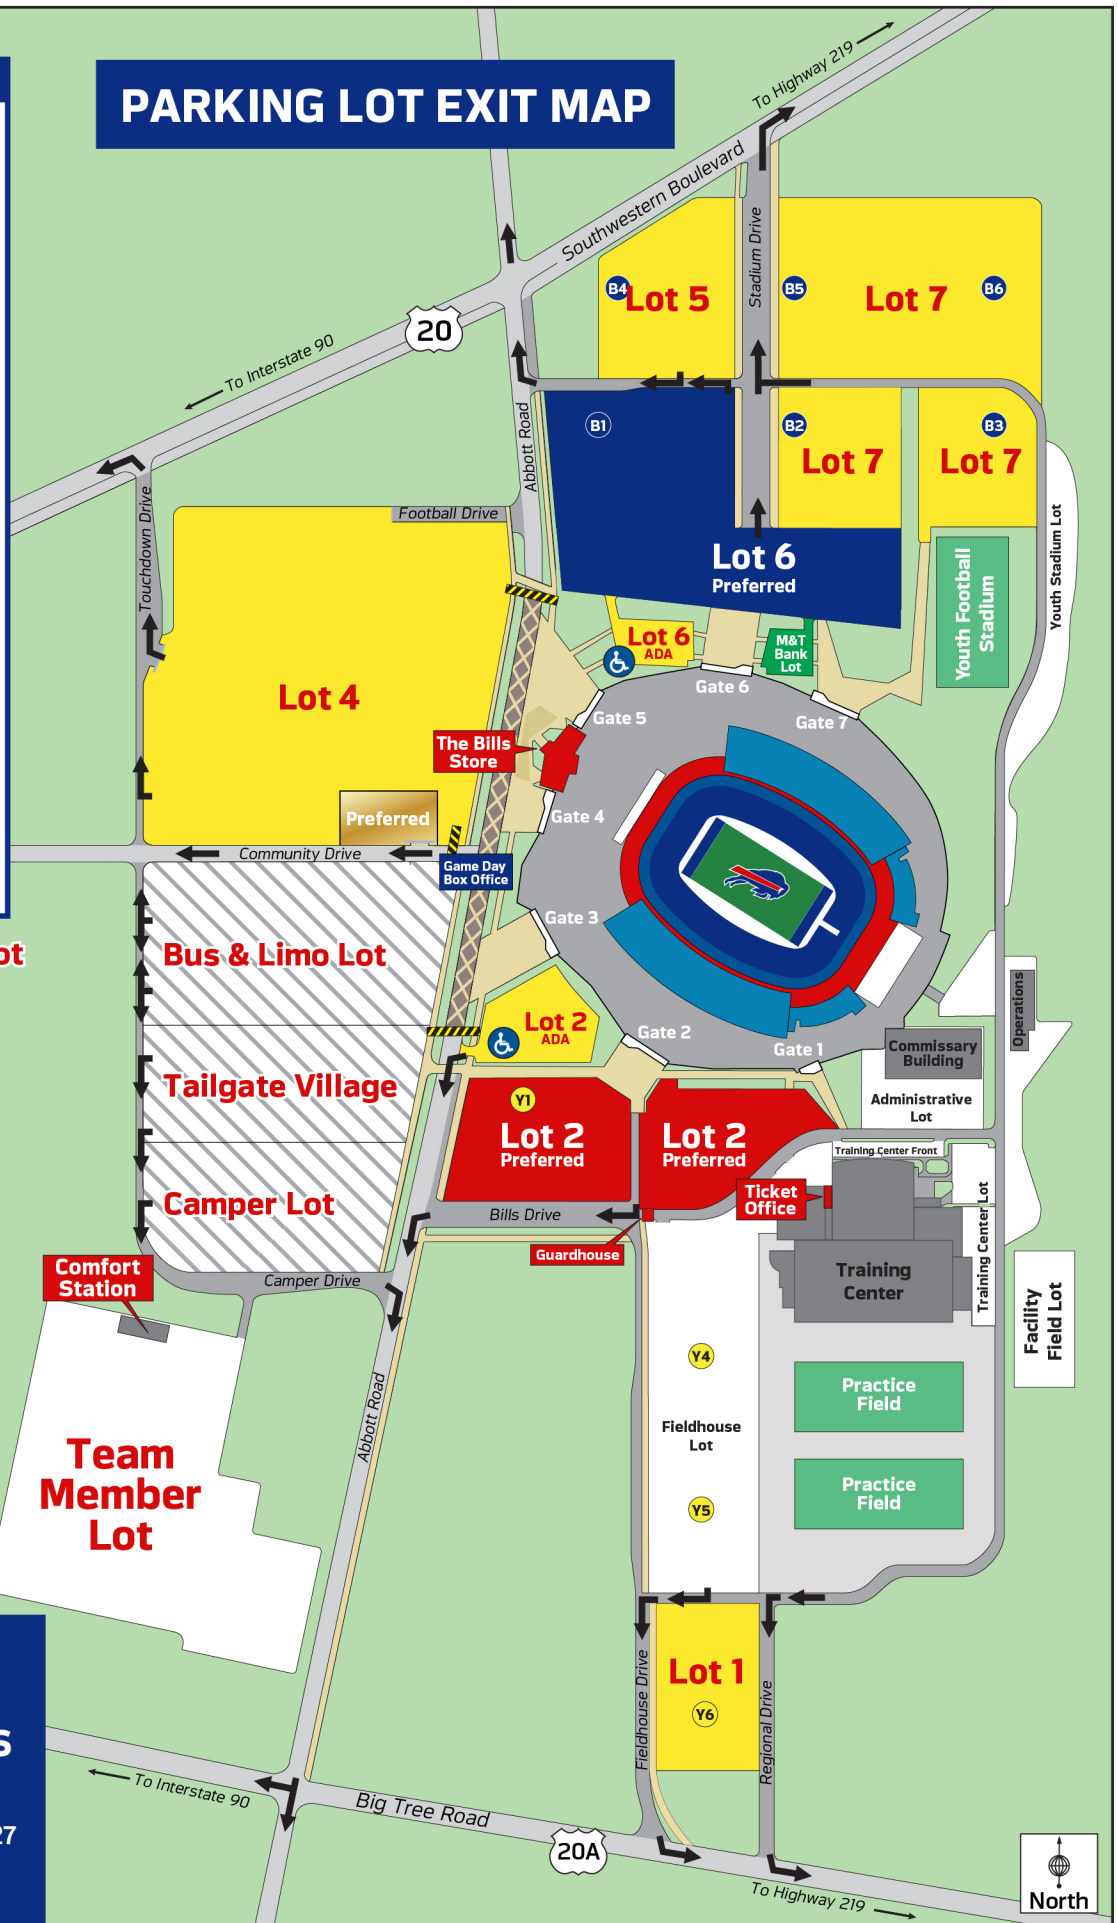 PARKING LOT EXIT MAP
To Highway 219
Southwestern Boulevard
Stadium Drive
B4
Lot 5
B5
Lot 7
B6
20
To Interstate 90
Abbott Road
B1
B2
Lot 7
B3
Lot 7
Football Drive
Touchdown Drive
Lot 6
Preferred
Youth Football
Stadium
Youth Stadium Lot
Lot 6
ADA
M&T
Bank
Lot
Gate 6
Gate 5
Gate 7
Lot 4
The Bills
Store
Gate 4
Preferred
Community Drive
Game Day
Box Office
Gate 3
ot
Bus & Limo Lot
Lot 2
ADA
Gate 2
Gate 1
Commissary
Building
Operations
Administrative
Lot
Tailgate Village
Y1
Lot 2
Preferred
Lot 2
Preferred
Training Center Front
Camper Lot
Ticket
Office
Training Center Lot
Bills Drive
Guardhouse
Comfort
Station
Camper Drive
Training
Center
Facility
Field Lot
Y4
Practice
Field
Abbott Road
Fieldhouse
Lot
Team
Member
Lot
Practice
Field
Y5
Lot 1
Y6
Fieldhouse Drive
Regional Drive
S
27
To Interstate 90
Big Tree Road
20A
To Highway 219
North